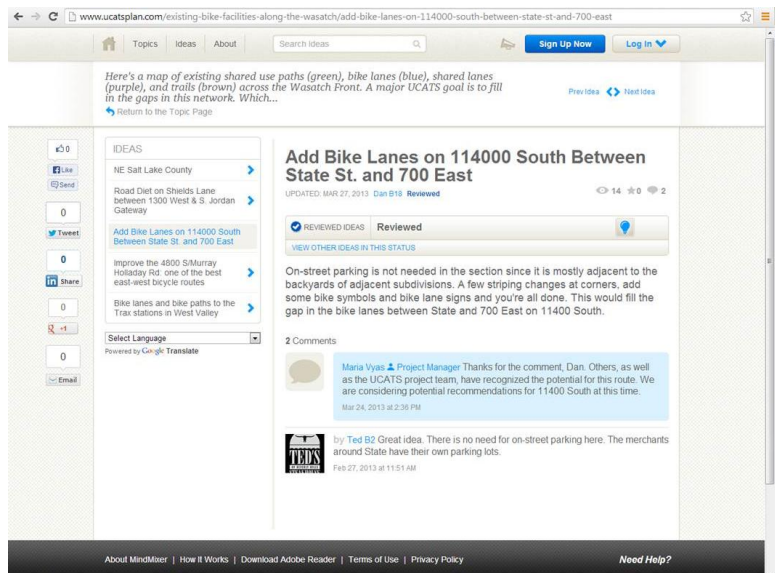 www.ucatsplan.com/existing-bike-facilities-along-the-wasatch/add-bike-lanes-on-114000-south-between-state-st-and-700-east
Topics Ideas About Search Ideas Sign Up Now Log In
Here's a map of existing shared use paths (green), bike lanes (blue), shared lanes
(purple), and trails (brown) across the Wasatch Front. A major UCATS goal is to fill
in the gaps in this network. Which...
Prev Idea Next Idea
Return to the Topic Page
0
Like
Send
0
Tweet
0
Share
0
+1
0
Email
IDEAS
NE Salt Lake County
Road Diet on Shields Lane
between 1300 West & S. Jordan
Gateway
Add Bike Lanes on 114000 South
Between State St. and 700 East
Improve the 4800 S/Murray
Holladay Rd: one of the best
east-west bicycle routes
Bike lanes and bike paths to the
Trax stations in West Valley
Select Language
Powered by Google Translate
Add Bike Lanes on 114000 South Between
State St. and 700 East
UPDATED: MAR 27, 2013 Dan B18 Reviewed
14 0 2
REVIEWED IDEAS Reviewed
VIEW OTHER IDEAS IN THIS STATUS
On-street parking is not needed in the section since it is mostly adjacent to the
backyards of adjacent subdivisions. A few striping changes at corners, add
some bike symbols and bike lane signs and you're all done. This would fill the
gap in the bike lanes between State and 700 East on 11400 South.
2 Comments
Maria Vyas Project Manager Thanks for the comment, Dan. Others, as well
as the UCATS project team, have recognized the potential for this route. We
are considering potential recommendations for 11400 South at this time.
Mar 24, 2013 at 2:36 PM
TED'S
by Ted B2 Great idea. There is no need for on-street parking here. The merchants
around State have their own parking lots.
Feb 27, 2013 at 11:51 AM
About MindMixer | How It Works | Download Adobe Reader | Terms of Use | Privacy Policy
Need Help?